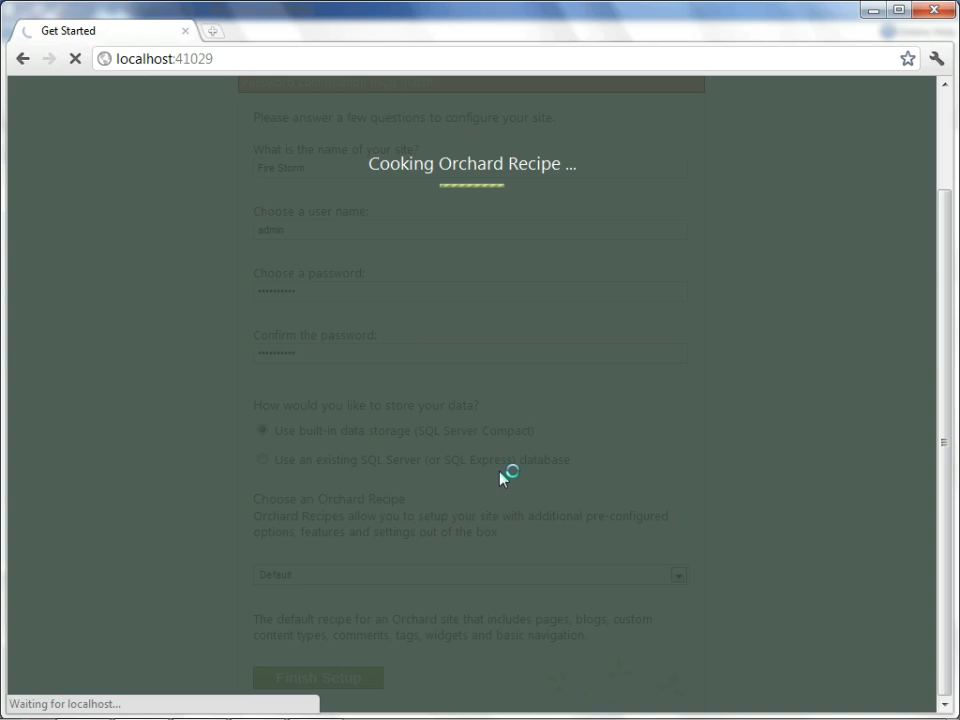 Get Started
localhost:41029
Please answer a few questions to configure your site.
What is the name of your site?
Cooking Orchard Recipe ...
Fire Storm
Choose a user name:
admin
Choose a password:
••••••••••
Confirm the password:
••••••••••
How would you like to store your data?
Use built-in data storage (SQL Server Compact)
Use an existing SQL Server (or SQL Express) database
Choose an Orchard Recipe
Orchard Recipes allow you to setup your site with additional pre-configured
options, features and settings out of the box
Default
The default recipe for an Orchard site that includes pages, blogs, custom
content types, comments, tags, widgets and basic navigation.
Finish Setup
Waiting for localhost...